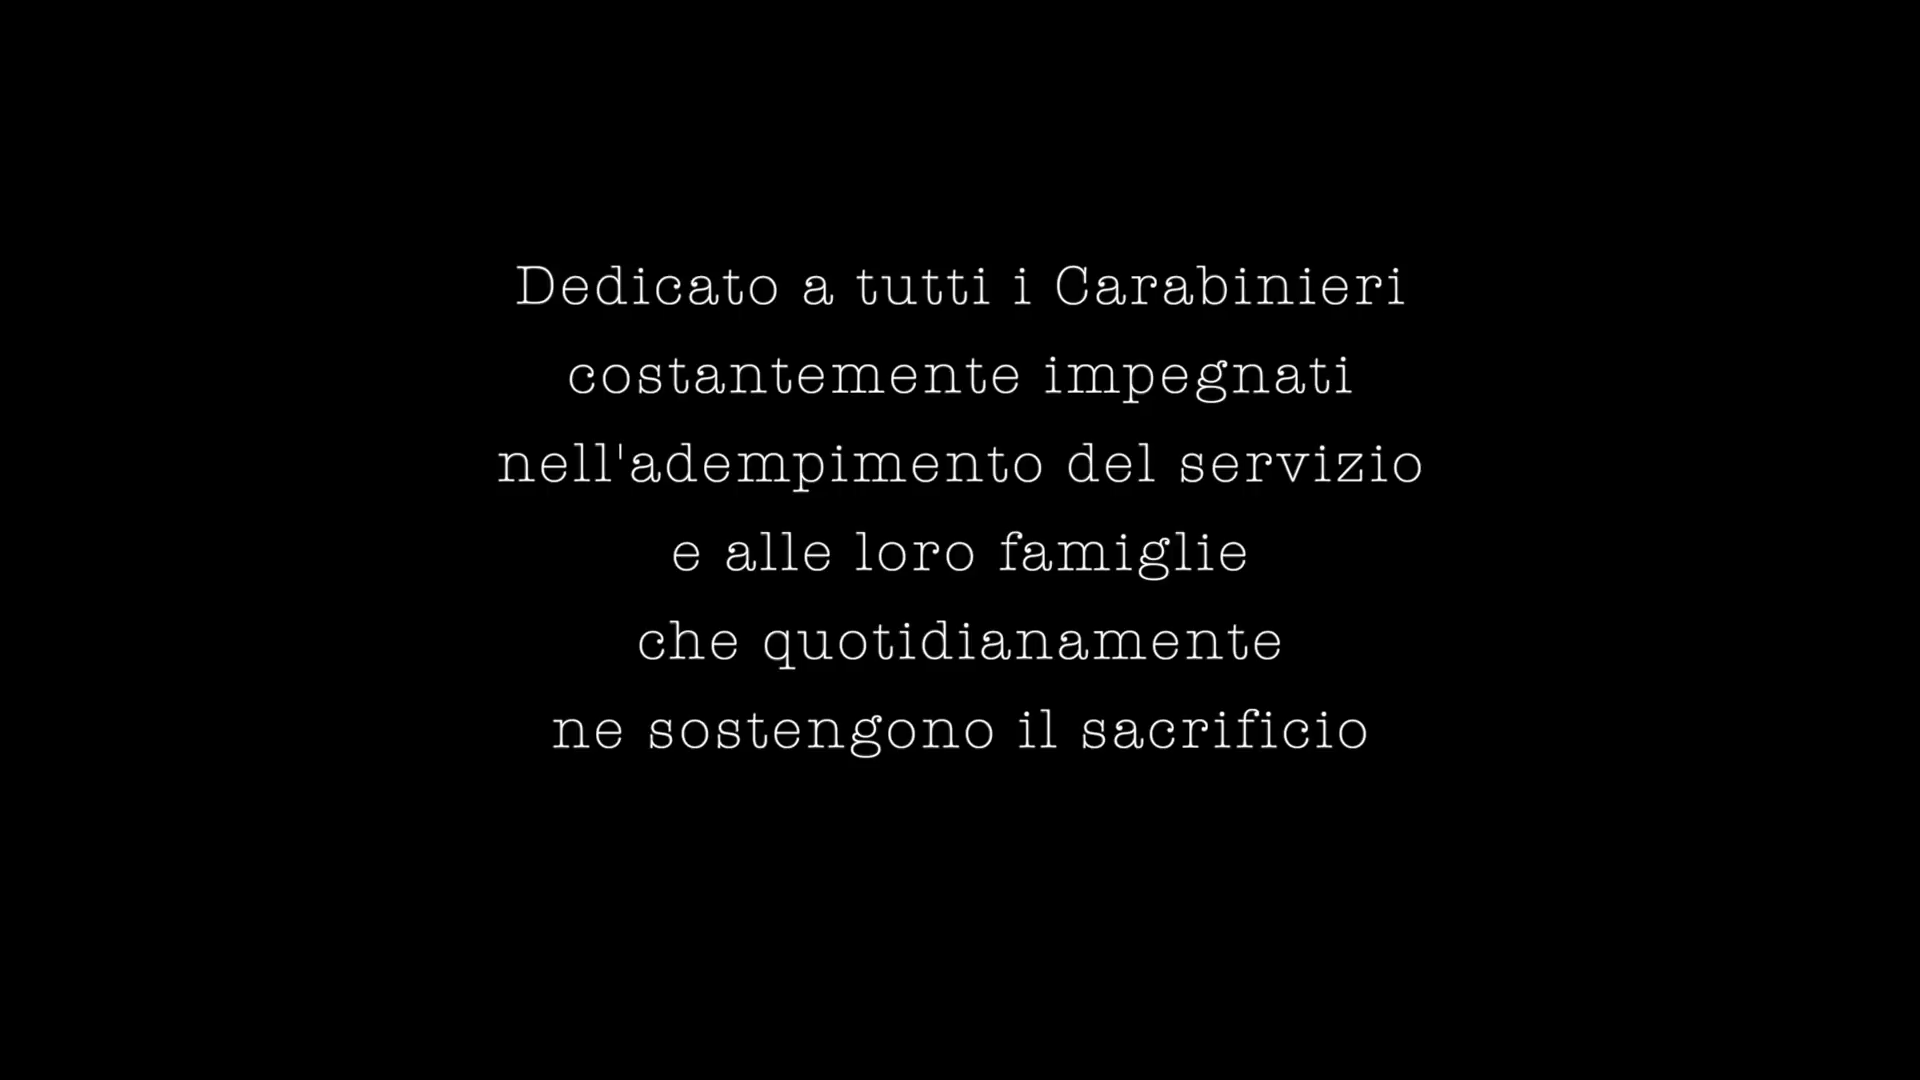 Dedicato a tutti i Carabinieri
costantemente impegnati
nell'adempimento del servizio
e alle loro famiglie
che quotidianamente
ne sostengono il sacrificio